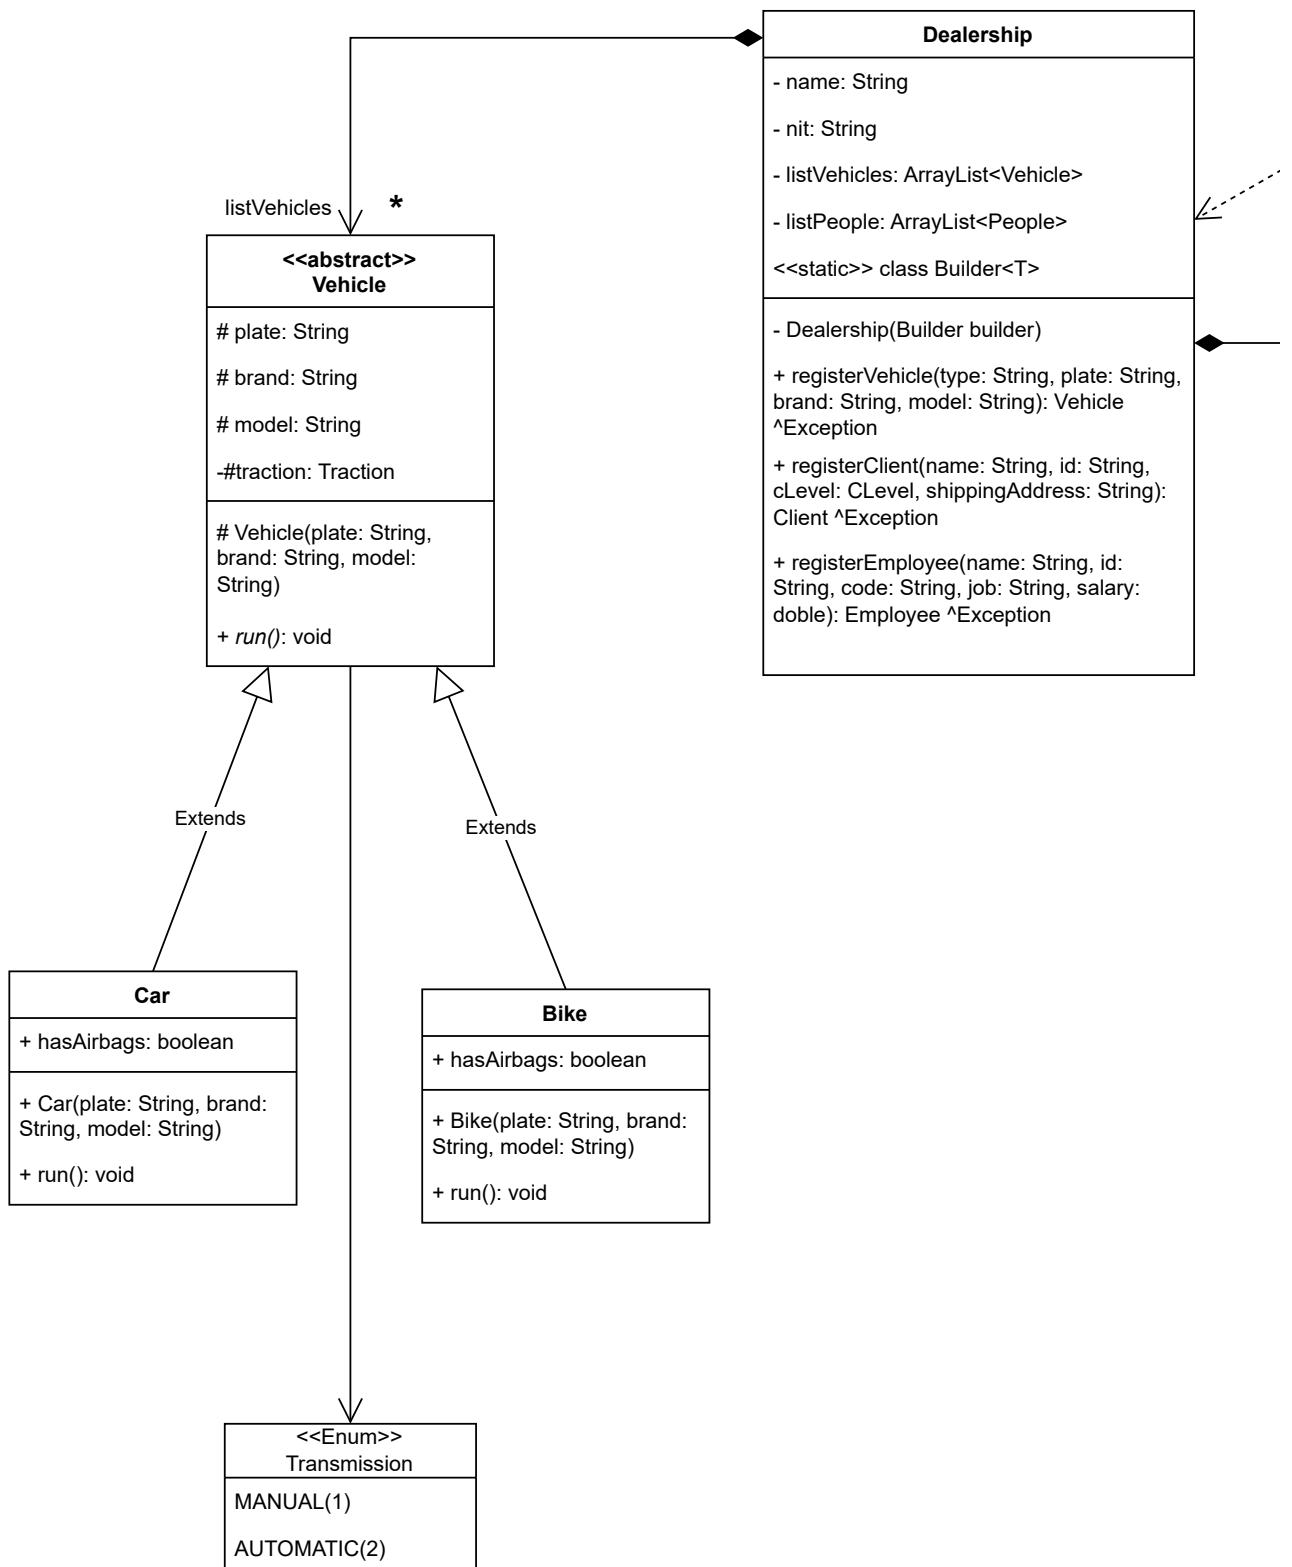 Dealership
- name: String
- nit: String
- listVehicles: ArrayList<Vehicle>
- listPeople: ArrayList<People>
<<static>> class Builder<T>
- Dealership(Builder builder)
+ registerVehicle(type: String, plate: String,
brand: String, model: String): Vehicle
^Exception
+ registerClient(name: String, id: String,
cLevel: CLevel, shippingAddress: String):
Client ^Exception
+ registerEmployee(name: String, id:
String, code: String, job: String, salary:
doble): Employee ^Exception
listVehicles *
<<abstract>>
Vehicle
# plate: String
# brand: String
# model: String
-#traction: Traction
# Vehicle(plate: String,
brand: String, model:
String)
+ run(): void
Extends
Extends
Car
+ hasAirbags: boolean
+ Car(plate: String, brand:
String, model: String)
+ run(): void
Bike
+ hasAirbags: boolean
+ Bike(plate: String, brand:
String, model: String)
+ run(): void
<<Enum>>
Transmission
MANUAL(1)
AUTOMATIC(2)